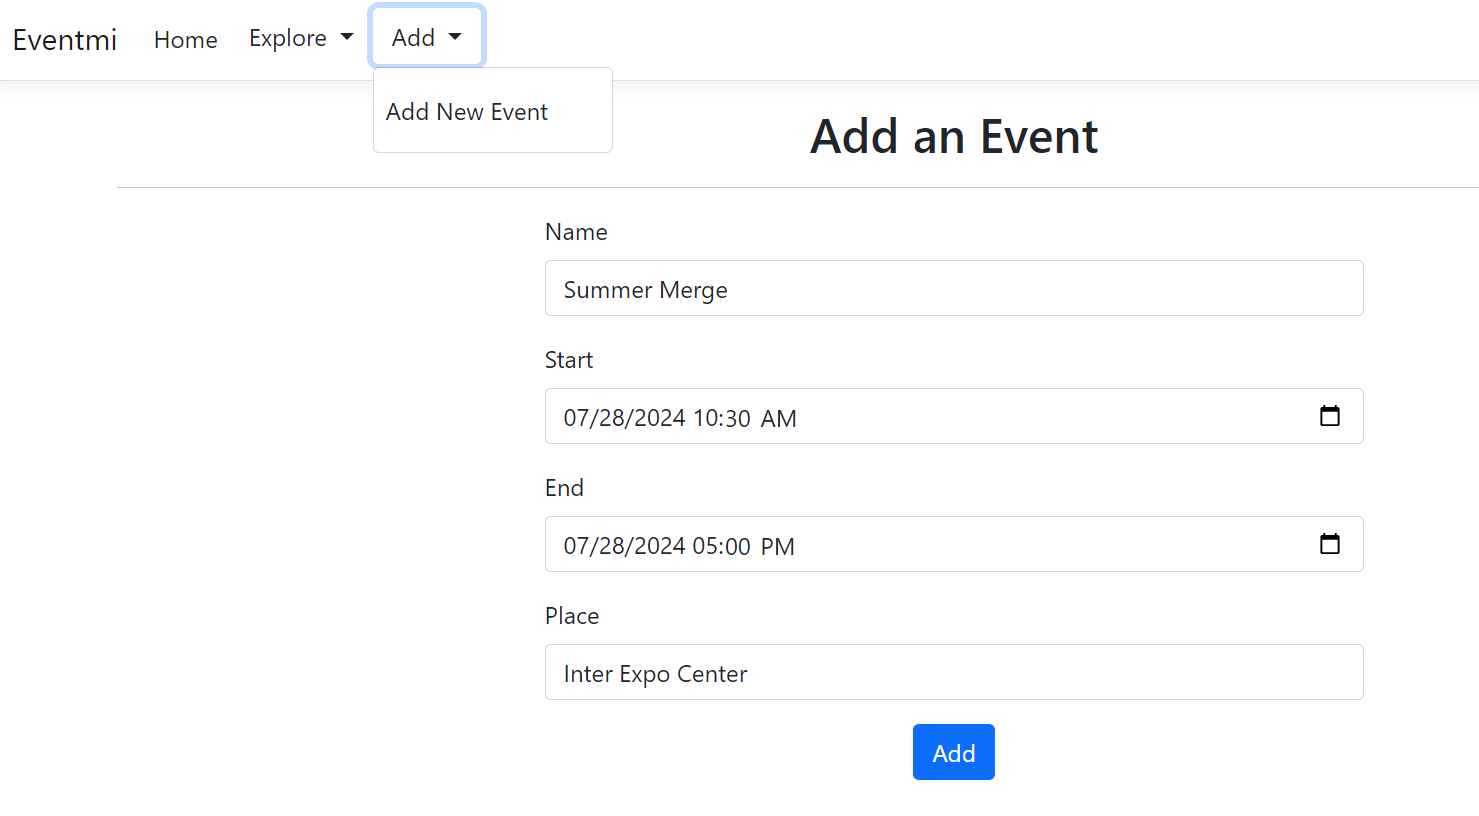 Eventmi Home Explore Add
Add New Event
Add an Event
Name
Summer Merge
Start
07/28/2024 10:30 AM
End
07/28/2024 05:00 PM
Place
Inter Expo Center
Add